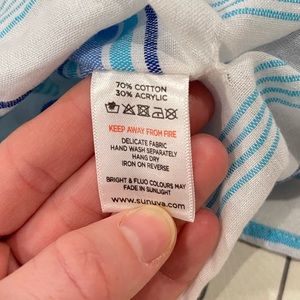 70% COTTON
30% ACRYLIC
KEEP AWAY FROM FIRE
DELICATE FABRIC
HAND WASH SEPARATELY
HANG DRY
IRON ON REVERSE
BRIGHT & FLUO COLOURS MAY
FADE IN SUNLIGHT
www.sunuva.com